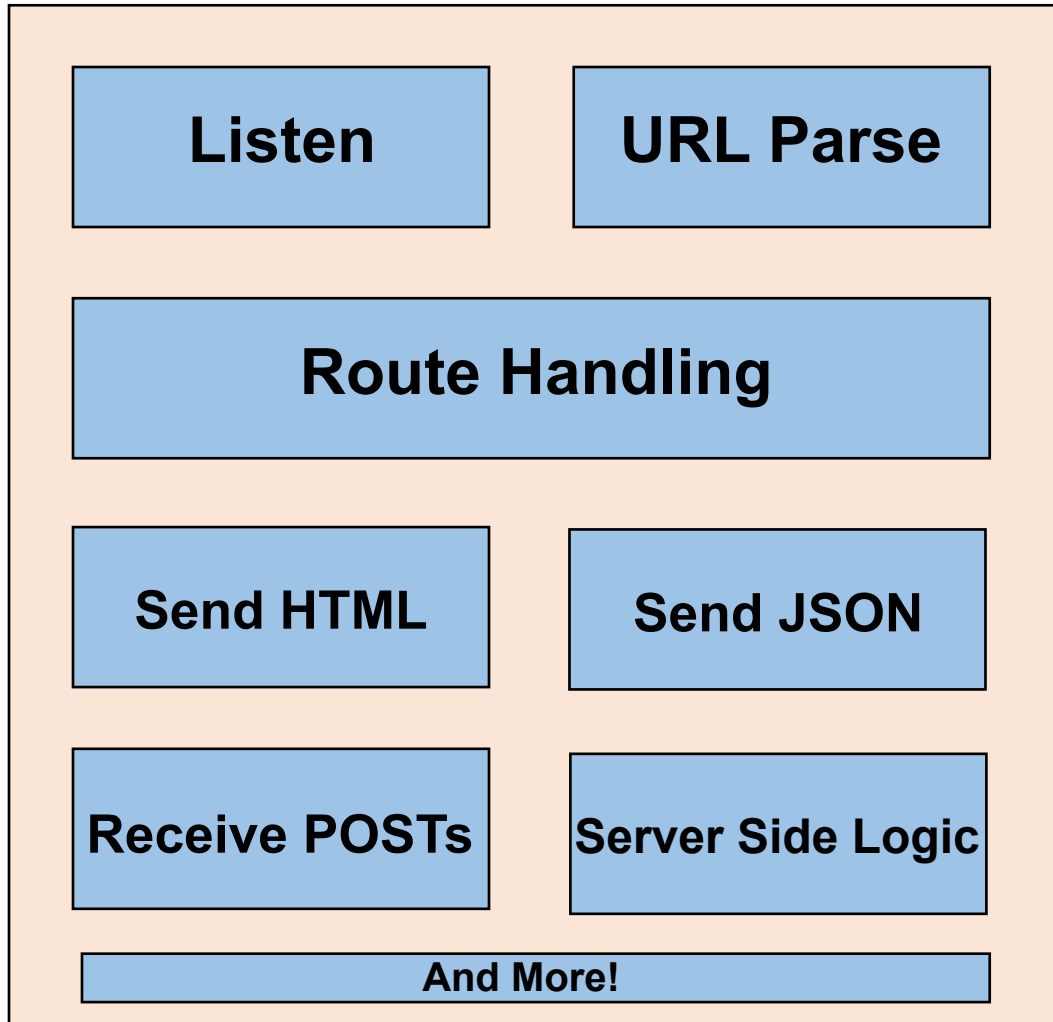 Listen
URL Parse
Route Handling
Send HTML
Send JSON
Receive POSTs
Server Side Logic
And More!